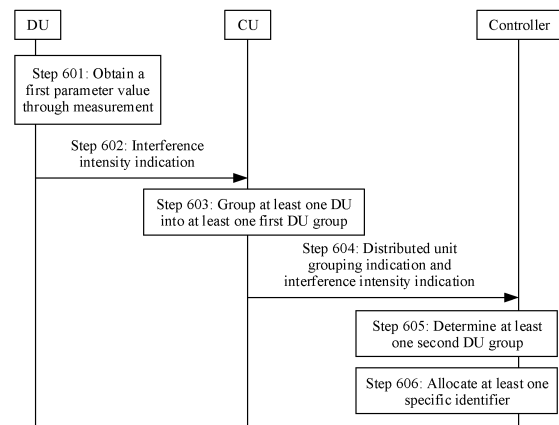 DU
CU
Controller
Step 601: Obtain a
first parameter value
through measurement
Step 602: Interference
intensity indication
Step 603: Group at least one DU
into at least one first DU group
Step 604: Distributed unit
grouping indication and
interference intensity indication
Step 605: Determine at least
one second DU group
Step 606: Allocate at least one
specific identifier